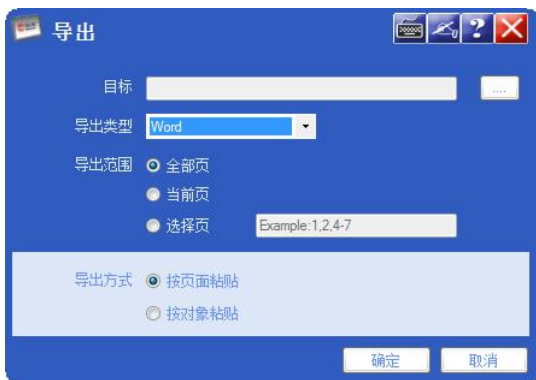 导出
目标
....
导出类型 Word
导出范围 全部页
当前页
选择页 Example:1,2,4-7
导出方式 按页面粘贴
按对象粘贴
确定 取消